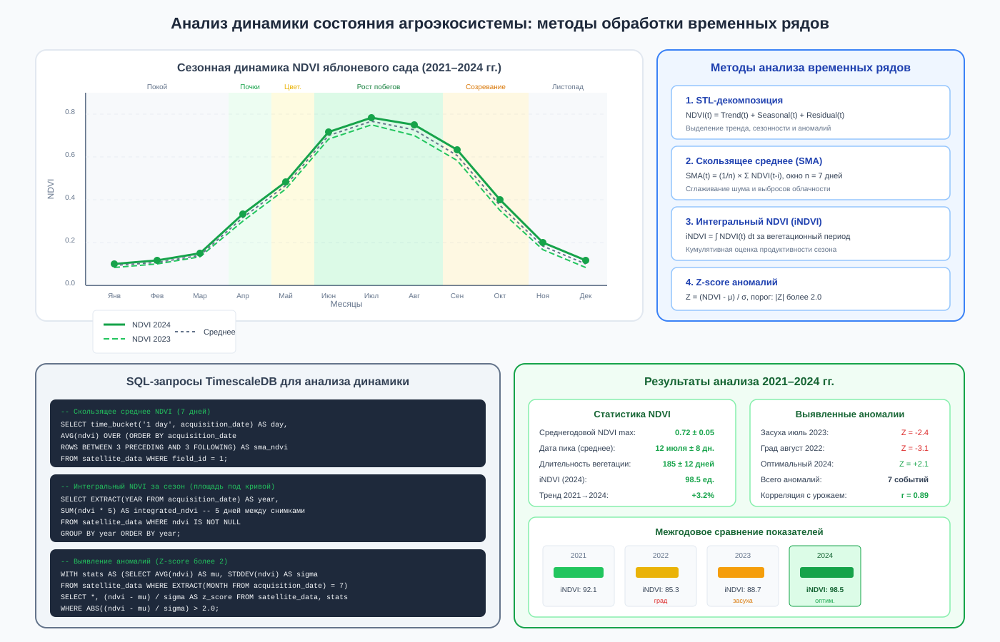 Анализ динамики состояния агроэкосистемы: методы обработки временных рядов
Сезонная динамика NDVI яблоневого сада (2021–2024 гг.)
Покой
Почки
Цвет.
Рост побегов
Созревание
Листопад
NDVI
0.8
0.6
0.4
0.2
0.0
Янв
Фев
Мар
Апр
Май
Июн
Июл
Авг
Сен
Окт
Ноя
Дек
Месяцы
NDVI 2024
NDVI 2023
Среднее
Методы анализа временных рядов
1. STL-декомпозиция
NDVI(t) = Trend(t) + Seasonal(t) + Residual(t)
Выделение тренда, сезонности и аномалий
2. Скользящее среднее (SMA)
SMA(t) = (1/n) × Σ NDVI(t-i), окно n = 7 дней
Сглаживание шума и выбросов облачности
3. Интегральный NDVI (iNDVI)
iNDVI = ∫ NDVI(t) dt за вегетационный период
Кумулятивная оценка продуктивности сезона
4. Z-score аномалий
Z = (NDVI - μ) / σ, порог: |Z| более 2.0
SQL-запросы TimescaleDB для анализа динамики
-- Скользящее среднее NDVI (7 дней)
SELECT time_bucket('1 day', acquisition_date) AS day,
AVG(ndvi) OVER (ORDER BY acquisition_date
ROWS BETWEEN 3 PRECEDING AND 3 FOLLOWING) AS sma_ndvi
FROM satellite_data WHERE field_id = 1;
-- Интегральный NDVI за сезон (площадь под кривой)
SELECT EXTRACT(YEAR FROM acquisition_date) AS year,
SUM(ndvi * 5) AS integrated_ndvi -- 5 дней между снимками
FROM satellite_data WHERE ndvi IS NOT NULL
GROUP BY year ORDER BY year;
-- Выявление аномалий (Z-score более 2)
WITH stats AS (SELECT AVG(ndvi) AS mu, STDDEV(ndvi) AS sigma
FROM satellite_data WHERE EXTRACT(MONTH FROM acquisition_date) = 7)
SELECT *, (ndvi - mu) / sigma AS z_score FROM satellite_data, stats
WHERE ABS((ndvi - mu) / sigma) > 2.0;
Результаты анализа 2021–2024 гг.
Статистика NDVI
Среднегодовой NDVI max: 0.72 ± 0.05
Дата пика (среднее): 12 июля ± 8 дн.
Длительность вегетации: 185 ± 12 дней
iNDVI (2024): 98.5 ед.
Тренд 2021→2024: +3.2%
Выявленные аномалии
Засуха июль 2023: Z = -2.4
Град август 2022: Z = -3.1
Оптимальный 2024: Z = +2.1
Всего аномалий: 7 событий
Корреляция с урожаем: r = 0.89
Межгодовое сравнение показателей
2021
iNDVI: 92.1
2022
iNDVI: 85.3
град
2023
iNDVI: 88.7
засуха
2024
iNDVI: 98.5
оптим.